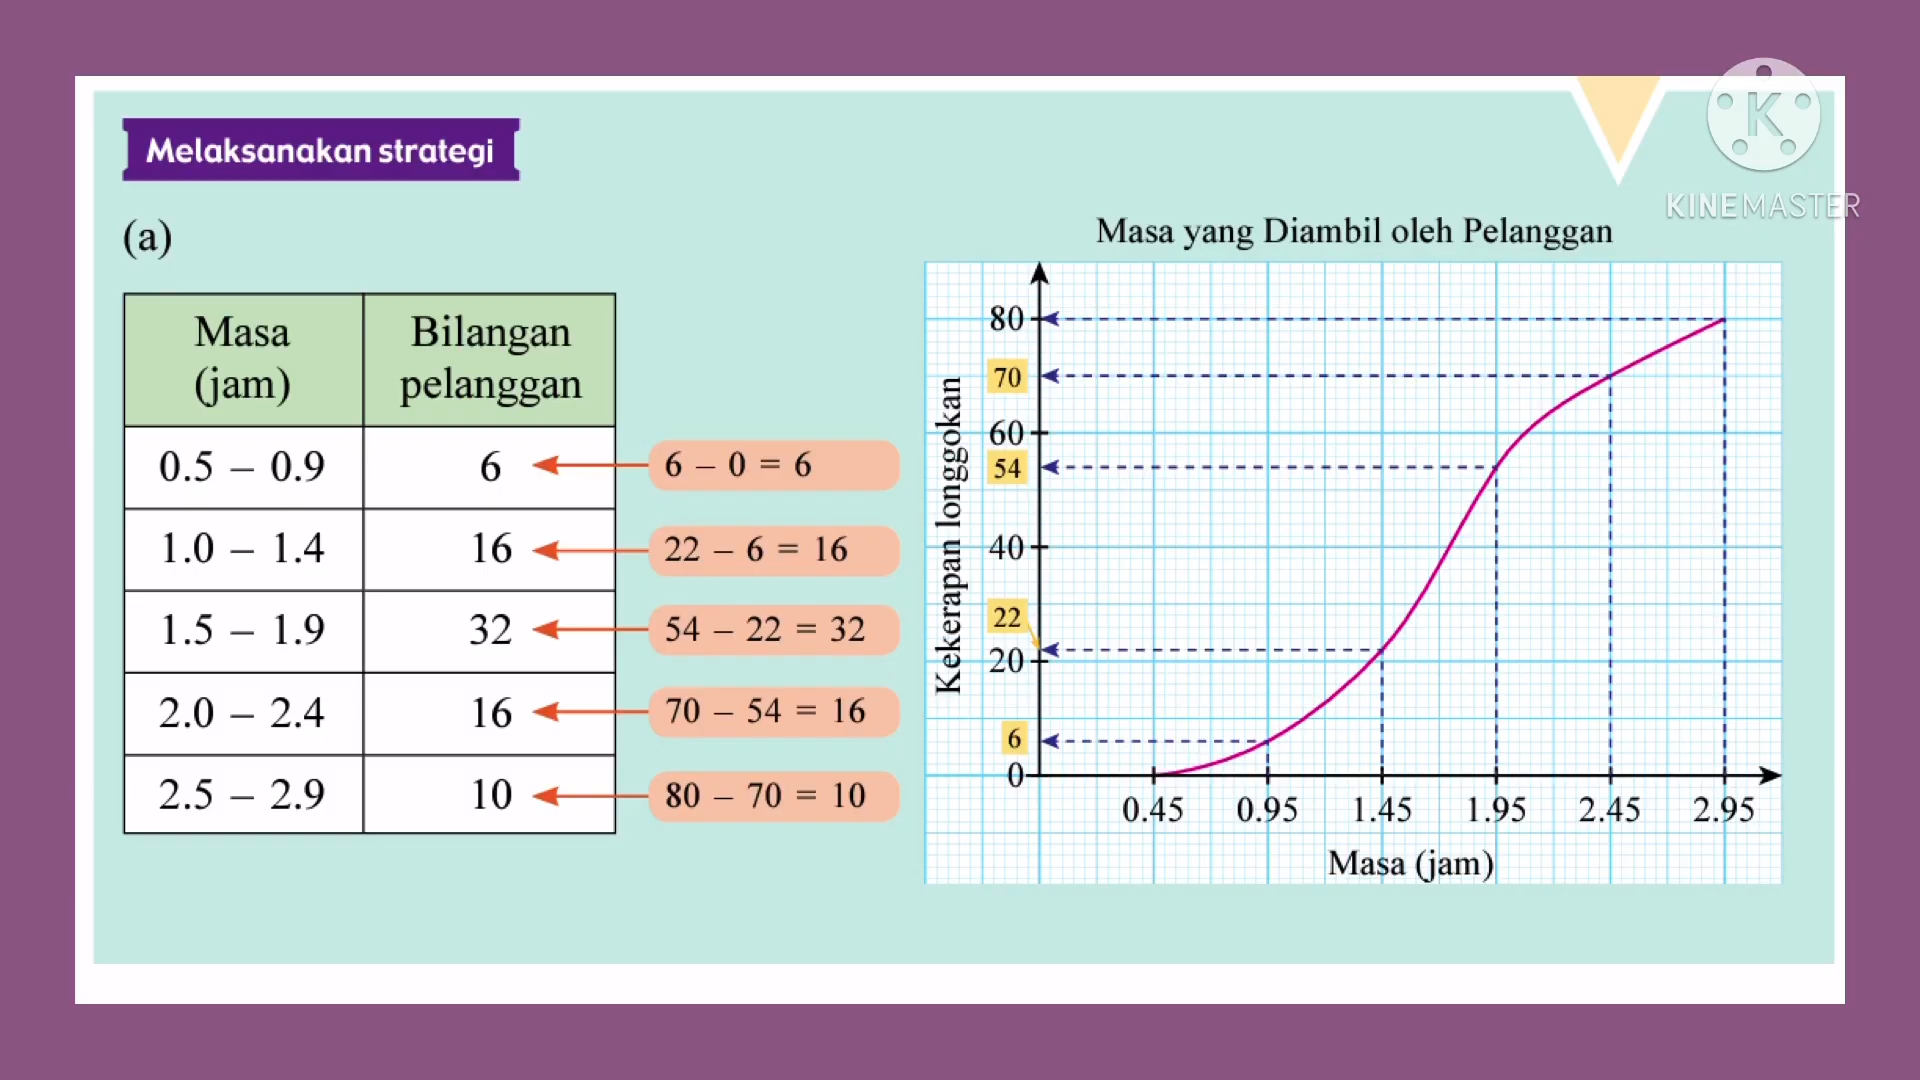 KINEMASTER
Melaksanakan strategi
(a)
Masa
(jam)
Bilangan
pelanggan
0.5 – 0.9
6
6 – 0 = 6
1.0 – 1.4
16
22 – 6 = 16
1.5 – 1.9
32
54 – 22 = 32
2.0 – 2.4
16
70 – 54 = 16
2.5 – 2.9
10
80 – 70 = 10
Masa yang Diambil oleh Pelanggan
Kekerapan longgokan
80
70
60
54
40
22
20
6
0
0.45 0.95 1.45 1.95 2.45 2.95
Masa (jam)